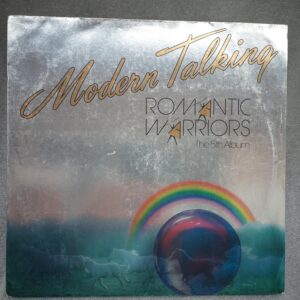 Modern Talking
ROMANTIC
WARRIORS
The 5th Album